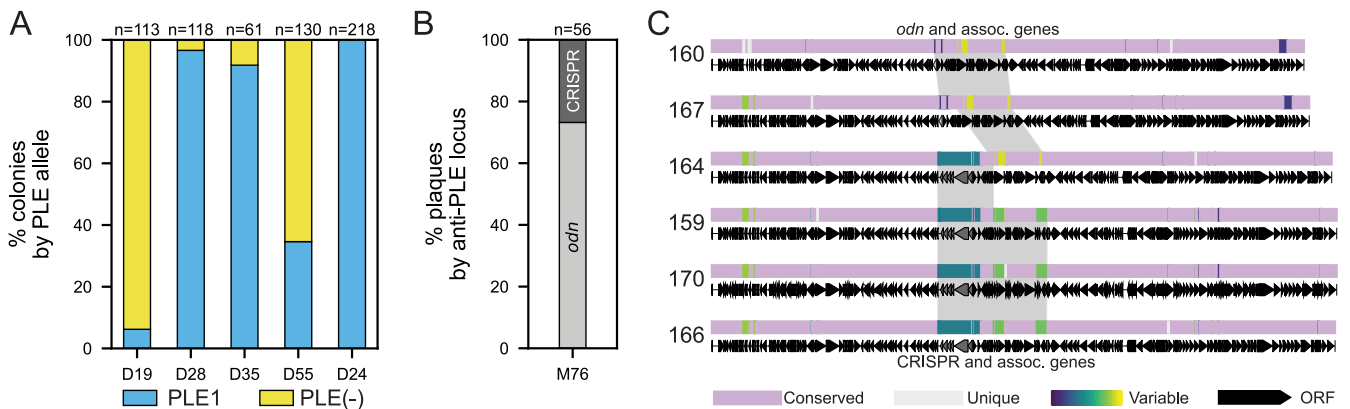 A
n=113 n=118 n=61 n=130 n=218
100
80
60
40
20
0
% colonies
by PLE allele
D19 D28 D35 D55 D24
PLE1 PLE(-)
B
n=56
100
80
60
40
20
0
% plaques
by anti-PLE locus
CRISPR
odn
M76
C
odn and assoc. genes
160
167
164
159
170
166
CRISPR and assoc. genes
Conserved Unique Variable ORF